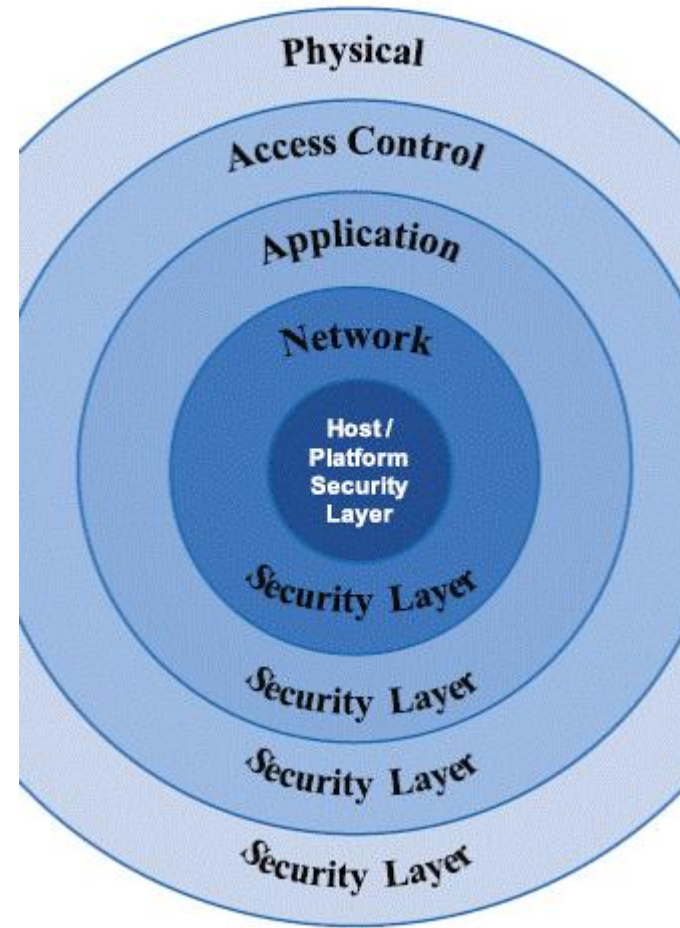 Physical
Access Control
Application
Network
Host /
Platform
Security
Layer
Security Layer
Security Layer
Security Layer
Security Layer